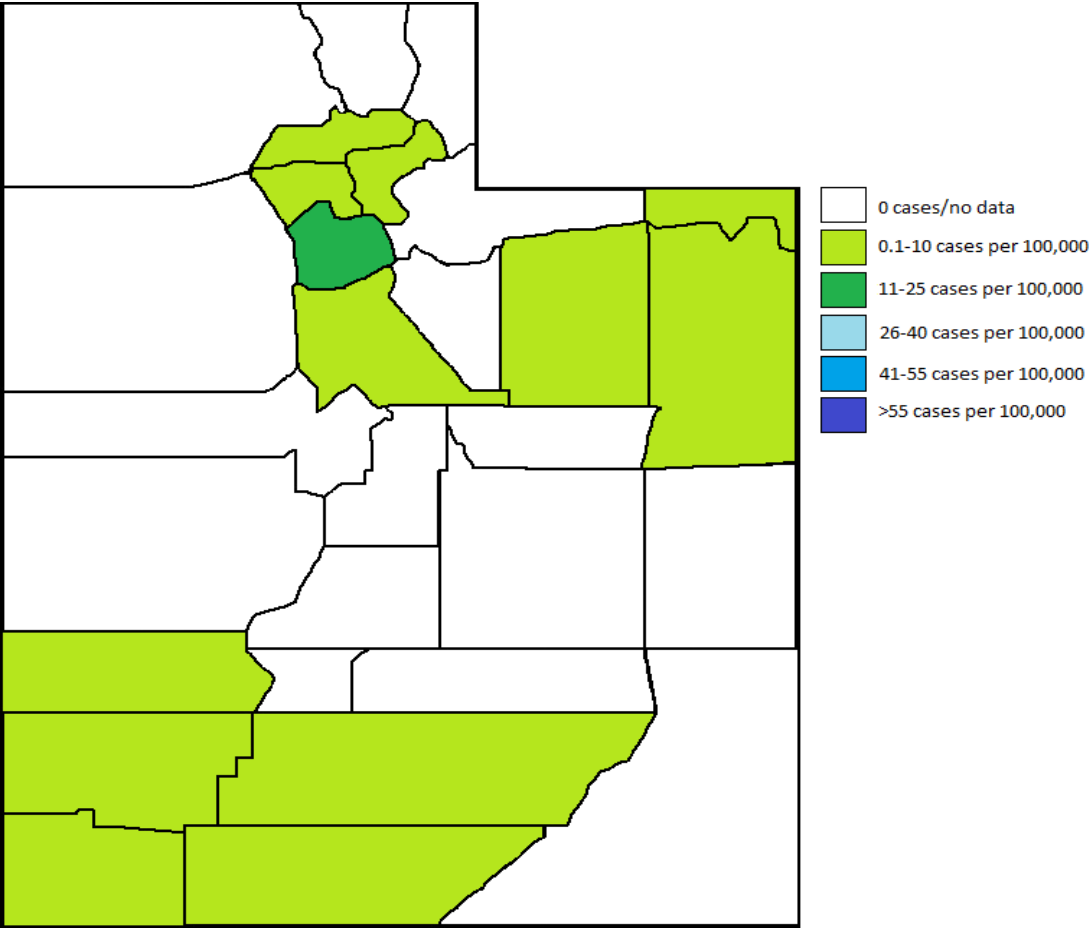 0 cases/no data
0.1-10 cases per 100,000
11-25 cases per 100,000
26-40 cases per 100,000
41-55 cases per 100,000
>55 cases per 100,000